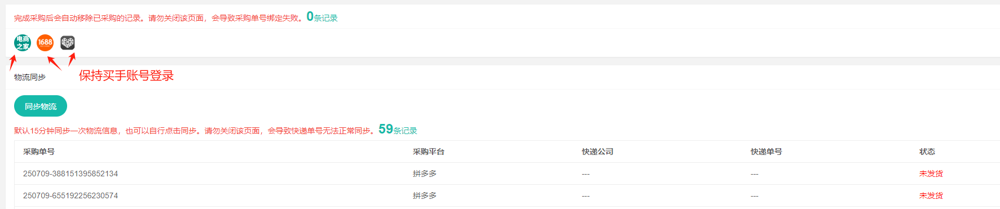 完成采购后会自动移除已采购的记录。请勿关闭该页面，会导致采购单号绑定失败。0条记录
电商之家 1688
保持买手账号登录
物流同步
同步物流
默认15分钟同步一次物流信息，也可以自行点击同步。请勿关闭该页面，会导致快递单号无法正常同步。59条记录
采购单号 采购平台 快递公司 快递单号 状态
250709-388151395852134 拼多多 --- --- 未发货
250709-655192256230574 拼多多 --- --- 未发货